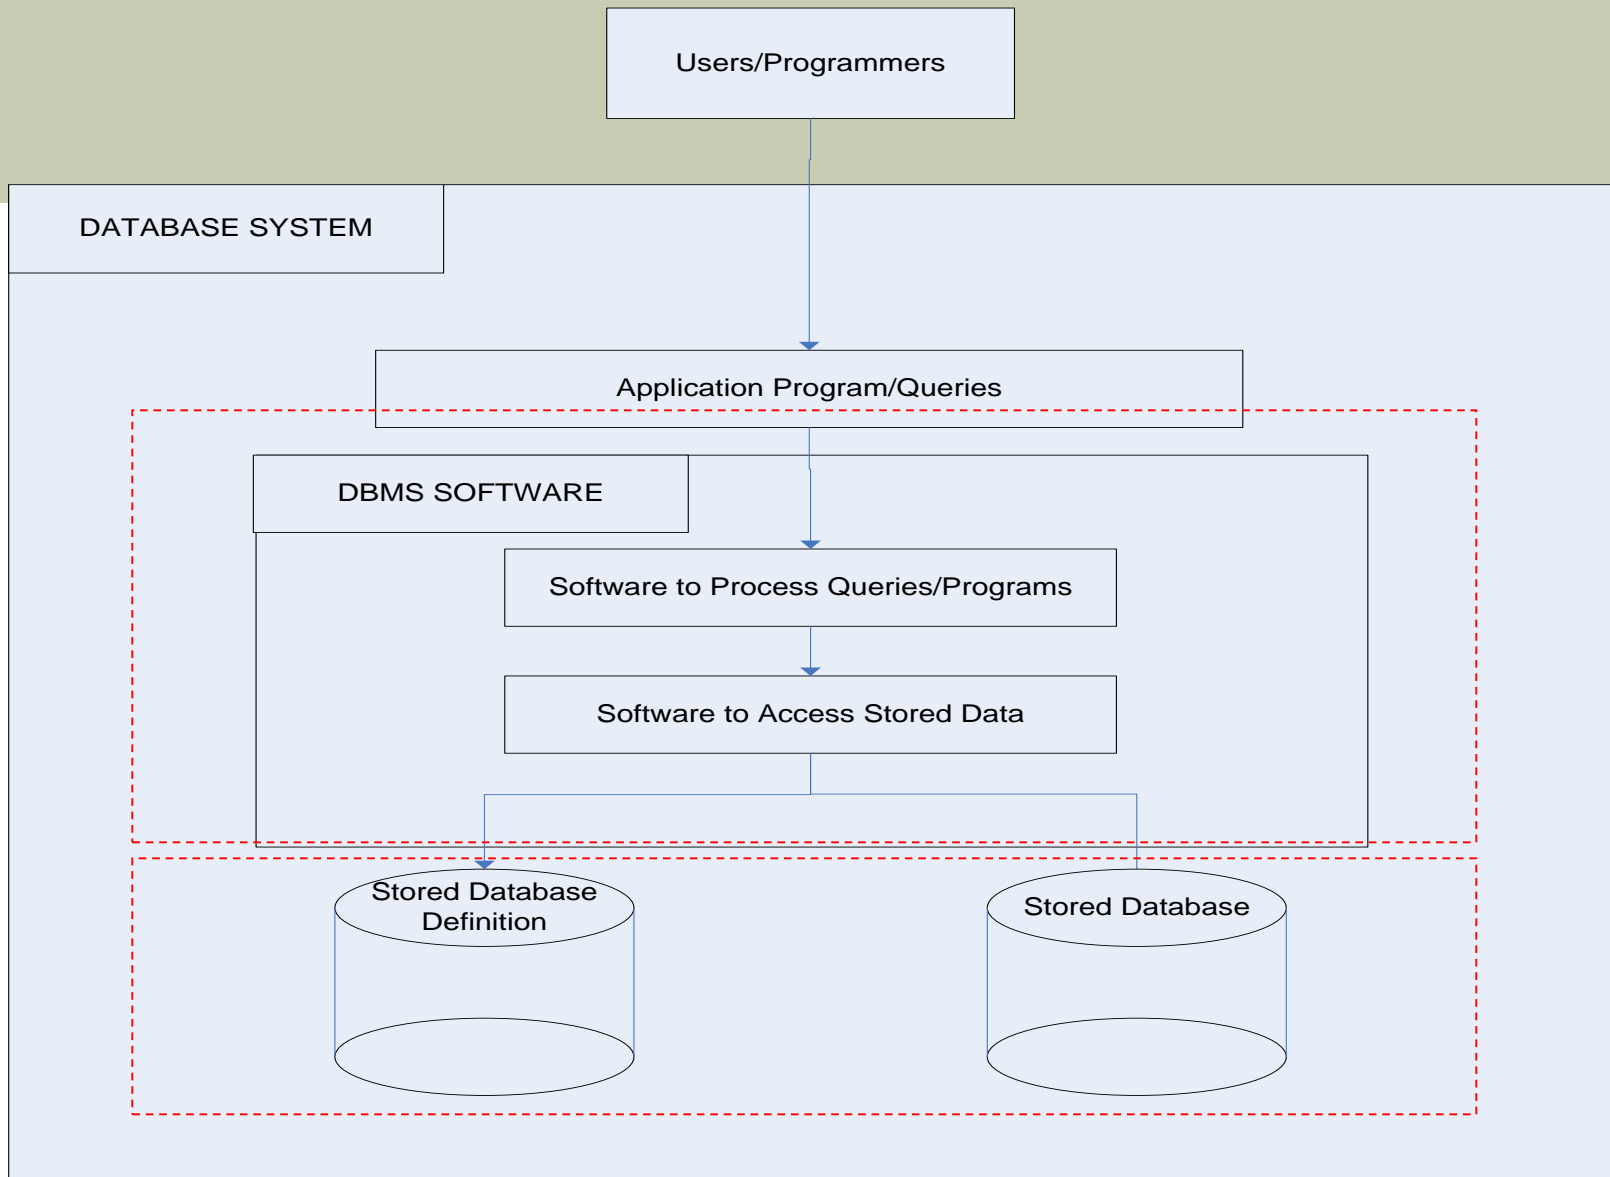 Users/Programmers
DATABASE SYSTEM
Application Program/Queries
DBMS SOFTWARE
Software to Process Queries/Programs
Software to Access Stored Data
Stored Database
Definition
Stored Database